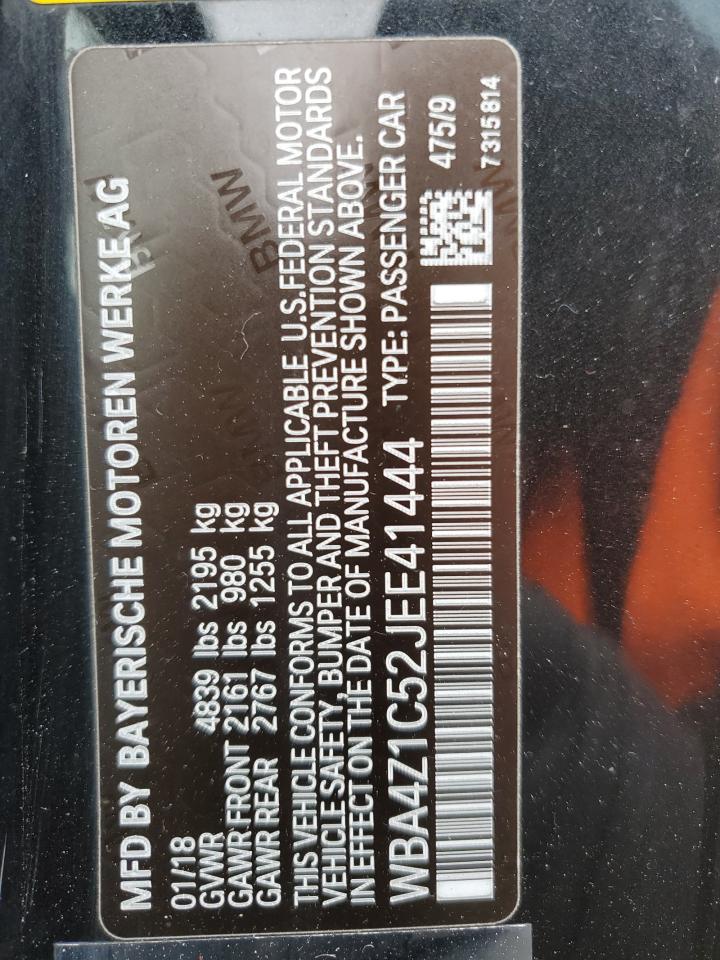 MFD BY BAYERISCHE MOTOREN WERKE AG
01/18
GVWR 4839 lbs 2195 kg
GAWR FRONT 2161 lbs 980 kg
GAWR REAR 2767 lbs 1255 kg
THIS VEHICLE CONFORMS TO ALL APPLICABLE U.S.FEDERAL MOTOR
VEHICLE SAFETY, BUMPER AND THEFT PREVENTION STANDARDS
IN EFFECT ON THE DATE OF MANUFACTURE SHOWN ABOVE.
WBA4Z1C52JEE41444 TYPE: PASSENGER CAR
475/9
7315814
BMW